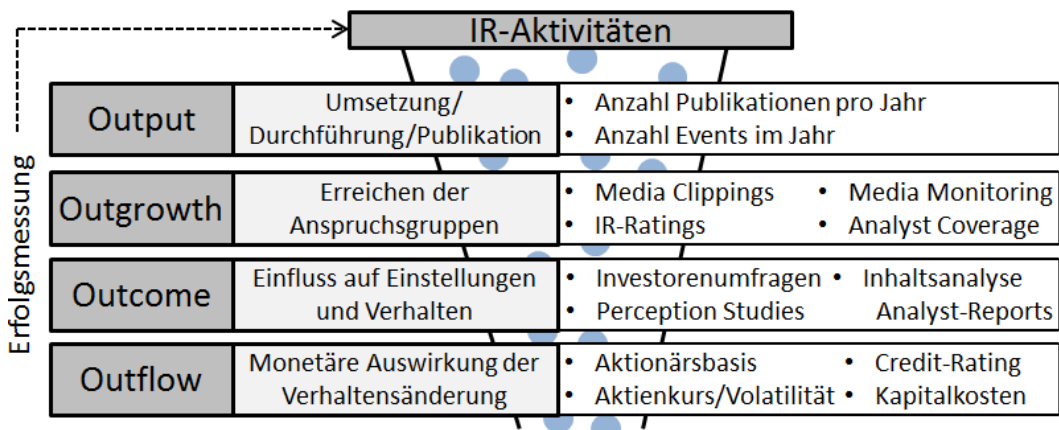 IR-Aktivitäten
Erfolgsmessung
Output
Umsetzung/
Durchführung/Publikation
• Anzahl Publikationen pro Jahr
• Anzahl Events im Jahr
Outgrowth
Erreichen der
Anspruchsgruppen
• Media Clippings
• IR-Ratings
• Media Monitoring
• Analyst Coverage
Outcome
Einfluss auf Einstellungen
und Verhalten
• Investorenumfragen
• Perception Studies
• Inhaltsanalyse
Analyst-Reports
Outflow
Monetäre Auswirkung der
Verhaltensänderung
• Aktionärsbasis
• Aktienkurs/Volatilität
• Credit-Rating
• Kapitalkosten